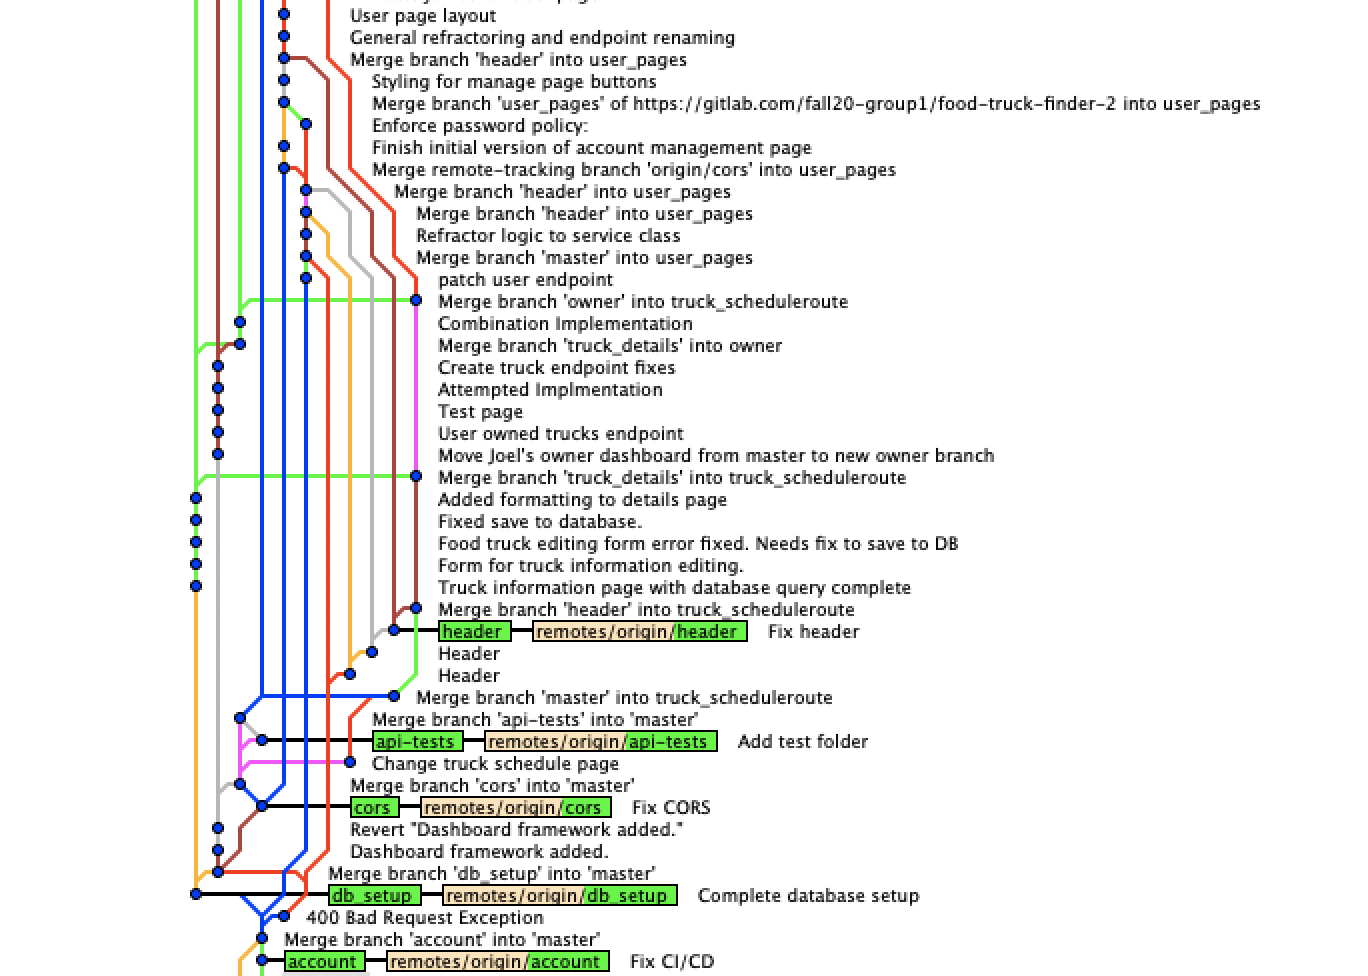 User page layout
General refractoring and endpoint renaming
Merge branch 'header' into user_pages
Styling for manage page buttons
Merge branch 'user_pages' of https://gitlab.com/fall20-group1/food-truck-finder-2 into user_pages
Enforce password policy:
Finish initial version of account management page
Merge remote-tracking branch 'origin/cors' into user_pages
Merge branch 'header' into user_pages
Merge branch 'header' into user_pages
Refractor logic to service class
Merge branch 'master' into user_pages
patch user endpoint
Merge branch 'owner' into truck_scheduleroute
Combination Implementation
Merge branch 'truck_details' into owner
Create truck endpoint fixes
Attempted Implmentation
Test page
User owned trucks endpoint
Move Joel's owner dashboard from master to new owner branch
Merge branch 'truck_details' into truck_scheduleroute
Added formatting to details page
Fixed save to database.
Food truck editing form error fixed. Needs fix to save to DB
Form for truck information editing.
Truck information page with database query complete
Merge branch 'header' into truck_scheduleroute
header remotes/origin/header Fix header
Header
Header
Merge branch 'master' into truck_scheduleroute
Merge branch 'api-tests' into 'master'
api-tests remotes/origin/api-tests Add test folder
Change truck schedule page
Merge branch 'cors' into 'master'
cors remotes/origin/cors Fix CORS
Revert "Dashboard framework added."
Dashboard framework added.
Merge branch 'db_setup' into 'master'
db_setup remotes/origin/db_setup Complete database setup
400 Bad Request Exception
Merge branch 'account' into 'master'
account remotes/origin/account Fix CI/CD